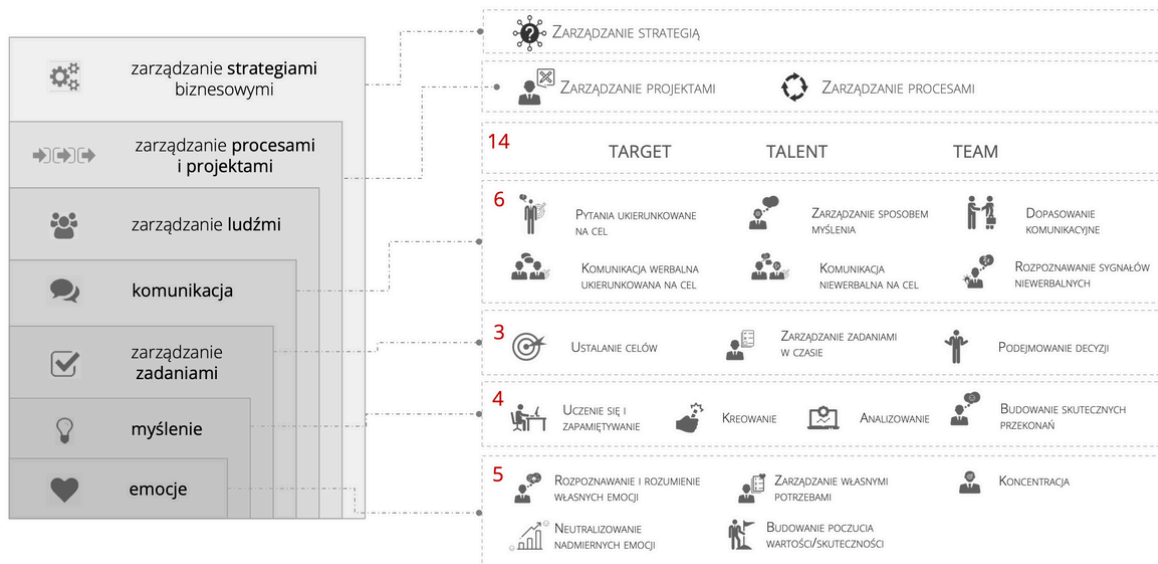 zarządzanie strategiami
biznesowymi
zarządzanie procesami
i projektami
zarządzanie ludźmi
komunikacja
zarządzanie
zadaniami
myślenie
emocje
?
ZARZĄDZANIE STRATEGIĄ
ZARZĄDZANIE PROJEKTAMI
ZARZĄDZANIE PROCESAMI
14
TARGET
TALENT
TEAM
6
PYTANIA UKIERUNKOWANE
NA CEL
ZARZĄDZANIE SPOSOBEM
MYŚLENIA
DOPASOWANIE
KOMUNIKACYJNE
KOMUNIKACJA WERBALNA
UKIERUNKOWANA NA CEL
KOMUNIKACJA
NIEWERBALNA NA CEL
ROZPOZNAWANIE SYGNAŁÓW
NIEWERBALNYCH
3
USTALANIE CELÓW
ZARZĄDZANIE ZADANIAMI
W CZASIE
PODEJMOWANIE DECYZJI
4
UCZENIE SIĘ I
ZAPAMIĘTYWANIE
KREOWANIE
ANALIZOWANIE
BUDOWANIE SKUTECZNYCH
PRZEKONAŃ
5
ROZPOZNAWANIE I ROZUMIENIE
WŁASNYCH EMOCJI
ZARZĄDZANIE WŁASNYMI
POTRZEBAMI
KONCENTRACJA
NEUTRALIZOWANIE
NADMIERNYCH EMOCJI
BUDOWANIE POCZUCIA
WARTOŚCI/SKUTECZNOŚCI